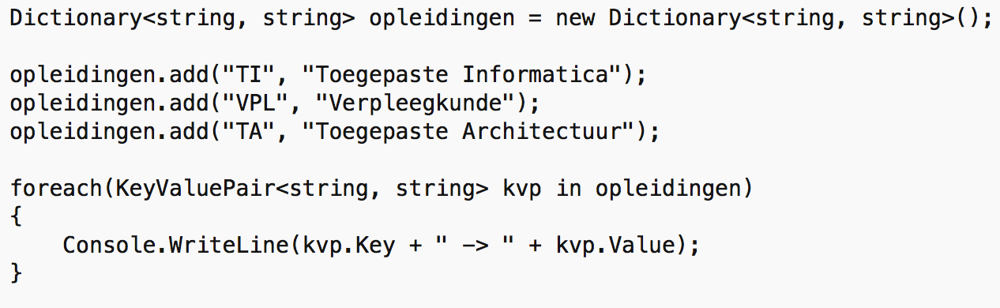 Dictionary<string, string> opleidingen = new Dictionary<string, string>();
opleidingen.add("TI", "Toegepaste Informatica");
opleidingen.add("VPL", "Verpleegkunde");
opleidingen.add("TA", "Toegepaste Architectuur");
foreach(KeyValuePair<string, string> kvp in opleidingen)
{
    Console.WriteLine(kvp.Key + " -> " + kvp.Value);
}